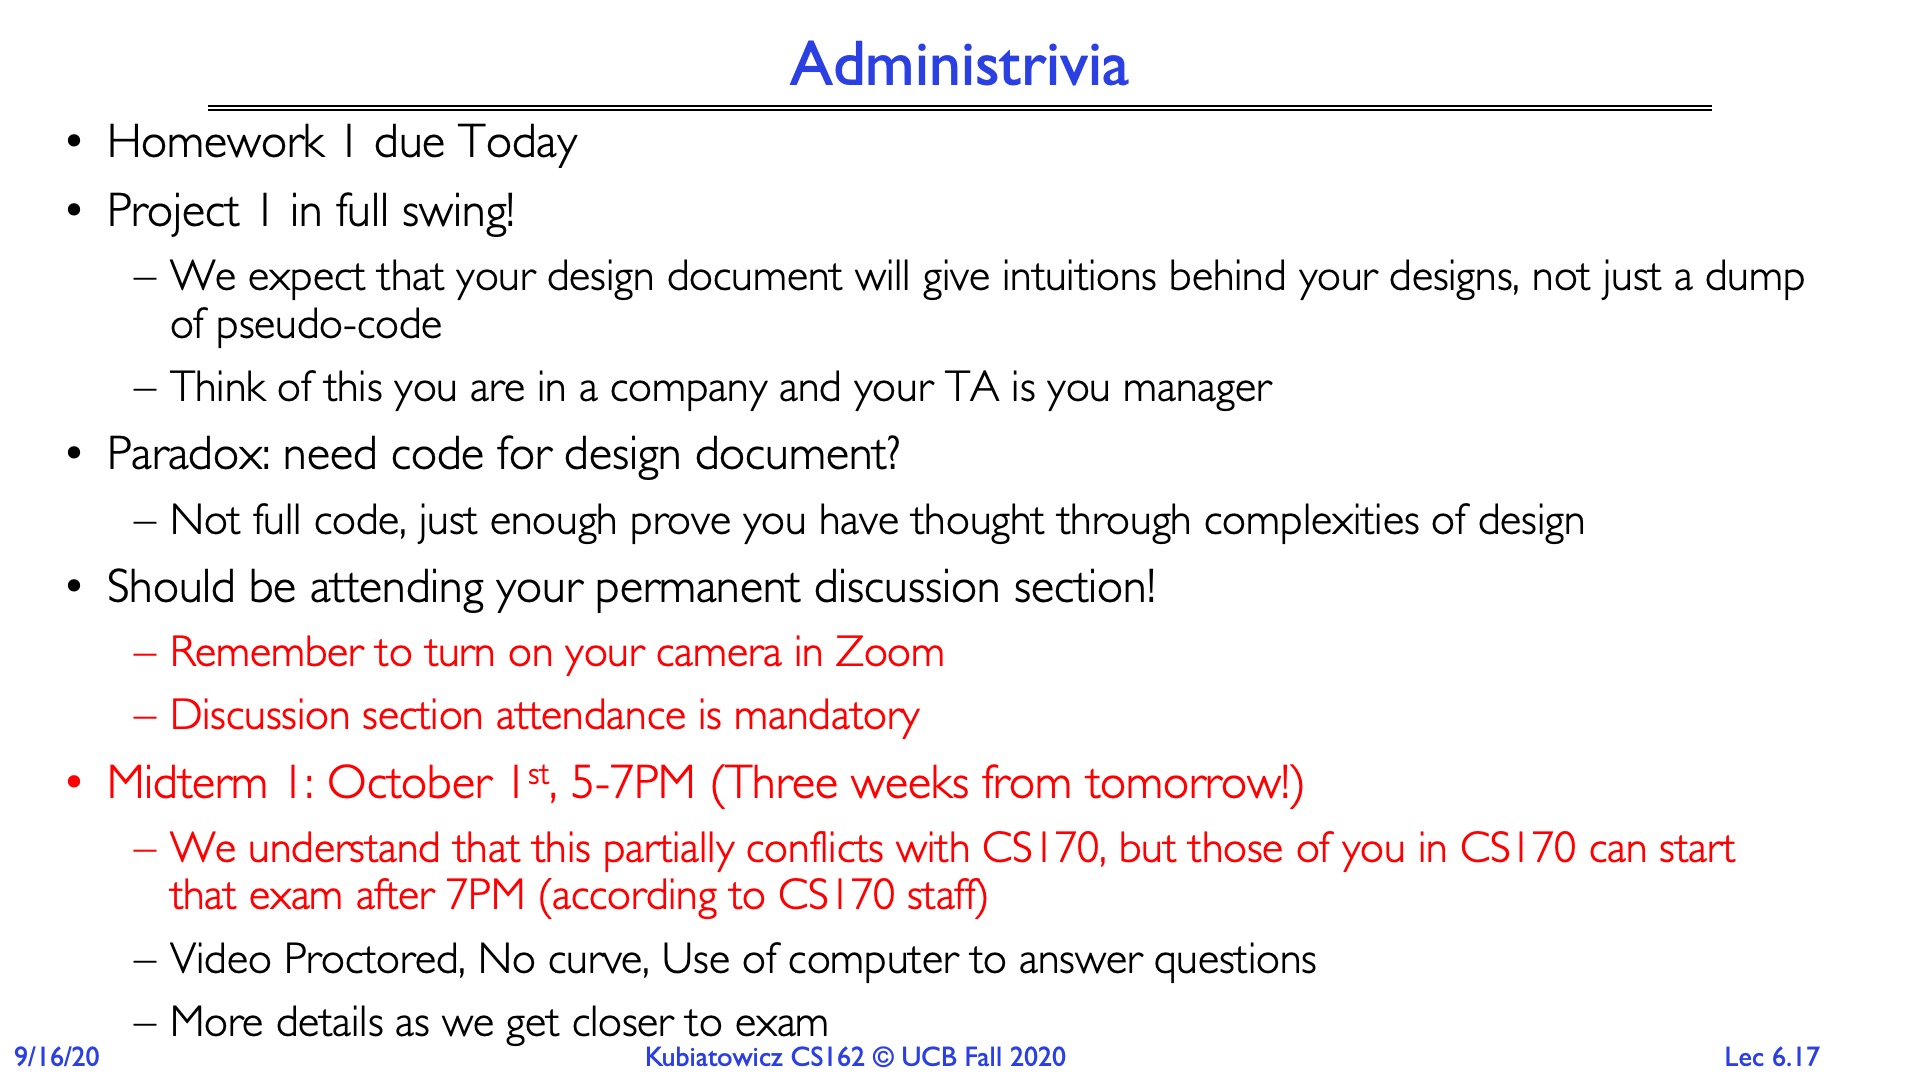 Administrivia
• Homework 1 due Today
• Project 1 in full swing!
– We expect that your design document will give intuitions behind your designs, not just a dump
of pseudo-code
– Think of this you are in a company and your TA is you manager
• Paradox: need code for design document?
– Not full code, just enough prove you have thought through complexities of design
• Should be attending your permanent discussion section!
– Remember to turn on your camera in Zoom
– Discussion section attendance is mandatory
• Midterm 1: October 1st, 5-7PM (Three weeks from tomorrow!)
– We understand that this partially conflicts with CS170, but those of you in CS170 can start
that exam after 7PM (according to CS170 staff)
– Video Proctored, No curve, Use of computer to answer questions
– More details as we get closer to exam
9/16/20
Kubiatowicz CS162 © UCB Fall 2020
Lec 6.17